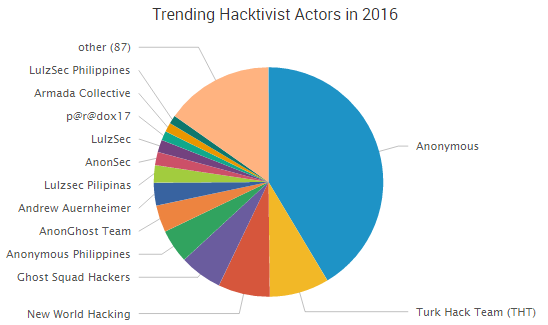 Trending Hacktivist Actors in 2016
other (87)
LulzSec Philippines
Armada Collective
p@r@dox17
LulzSec
AnonSec
Lulzsec Pilipinas
Andrew Auernheimer
AnonGhost Team
Anonymous Philippines
Ghost Squad Hackers
New World Hacking
Anonymous
Turk Hack Team (THT)